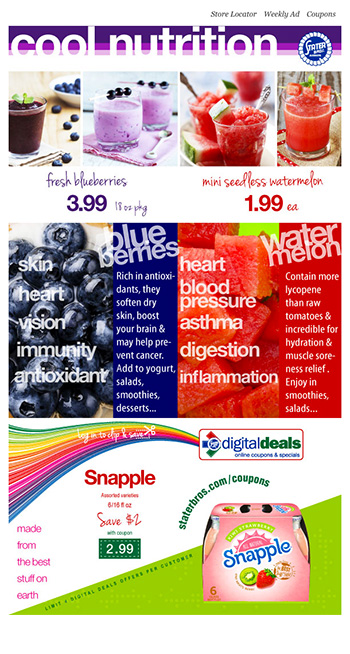 Store Locator Weekly Ad Coupons
cool nutrition
STATER BROS
fresh blueberries
3.99 18 oz pkg
mini seedless watermelon
1.99 ea
blue
berries
skin
heart
vision
immunity
antioxidant
Rich in antioxi-
dants, they
soften dry
skin, boost
your brain &
may help pre-
vent cancer.
Add to yogurt,
salads,
smoothies,
desserts...
water
melon
heart
blood
pressure
asthma
digestion
inflammation
Contain more
lycopene
than raw
tomatoes &
incredible for
hydration &
muscle sore-
ness relief .
Enjoy in
smoothies,
salads...
Log in to clip & save
digitaldeals
online coupons & specials
Snapple
Assorted varieties
6/16 fl oz
Save $2
with coupon
2.99
staterbros.com/coupons
made
from
the best
stuff on
earth
KIWI STRAWBERRY
Snapple
6
LIMIT 4 DIGITAL DEALS OFFERS PER CUSTOMER